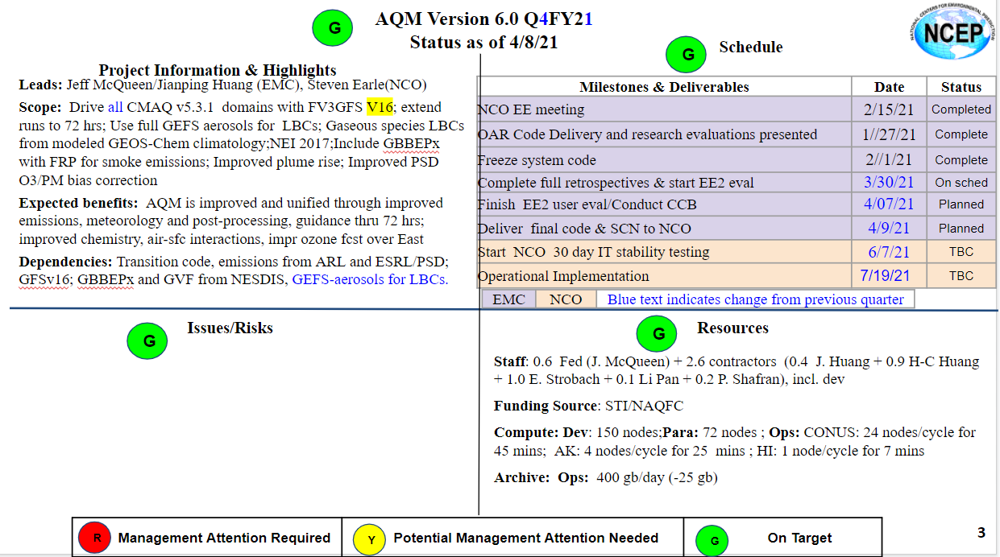 G
AQM Version 6.0 Q4FY21
Status as of 4/8/21
NATIONAL CENTERS FOR ENVIRONMENTAL PREDICTION
NCEP
Project Information & Highlights
Leads: Jeff McQueen/Jianping Huang (EMC), Steven Earle(NCO)
Scope:  Drive all CMAQ v5.3.1  domains with FV3GFS V16; extend
runs to 72 hrs; Use full GEFS aerosols for  LBCs; Gaseous species LBCs
from modeled GEOS-Chem climatology;NEI 2017;Include GBBEPx
with FRP for smoke emissions; Improved plume rise; Improved PSD
O3/PM bias correction
Expected benefits:  AQM is improved and unified through improved
emissions, meteorology and post-processing, guidance thru 72 hrs;
improved chemistry, air-sfc interactions, impr ozone fcst over East
Dependencies: Transition code, emissions from ARL and ESRL/PSD;
GFSv16; GBBEPx and GVF from NESDIS, GEFS-aerosols for LBCs.
G
Schedule
Milestones & Deliverables Date Status
NCO EE meeting 2/15/21 Completed
OAR Code Delivery and research evaluations presented 1//27/21 Complete
Freeze system code 2//1/21 Complete
Complete full retrospectives & start EE2 eval 3/30/21 On sched
Finish  EE2 user eval/Conduct CCB 4/07/21 Planned
Deliver  final code & SCN to NCO 4/9/21 Planned
Start  NCO  30 day IT stability testing 6/7/21 TBC
Operational Implementation 7/19/21 TBC
EMC NCO Blue text indicates change from previous quarter
G
Issues/Risks
G
Resources
Staff: 0.6  Fed (J. McQueen) + 2.6 contractors  (0.4  J. Huang + 0.9 H-C Huang
+ 1.0 E. Strobach + 0.1 Li Pan + 0.2 P. Shafran), incl. dev
Funding Source: STI/NAQFC
Compute: Dev: 150 nodes;Para: 72 nodes ; Ops: CONUS: 24 nodes/cycle for
45 mins;  AK: 4 nodes/cycle for 25  mins ; HI: 1 node/cycle for 7 mins
Archive:  Ops:  400 gb/day (-25 gb)
R Management Attention Required Y Potential Management Attention Needed G On Target
3